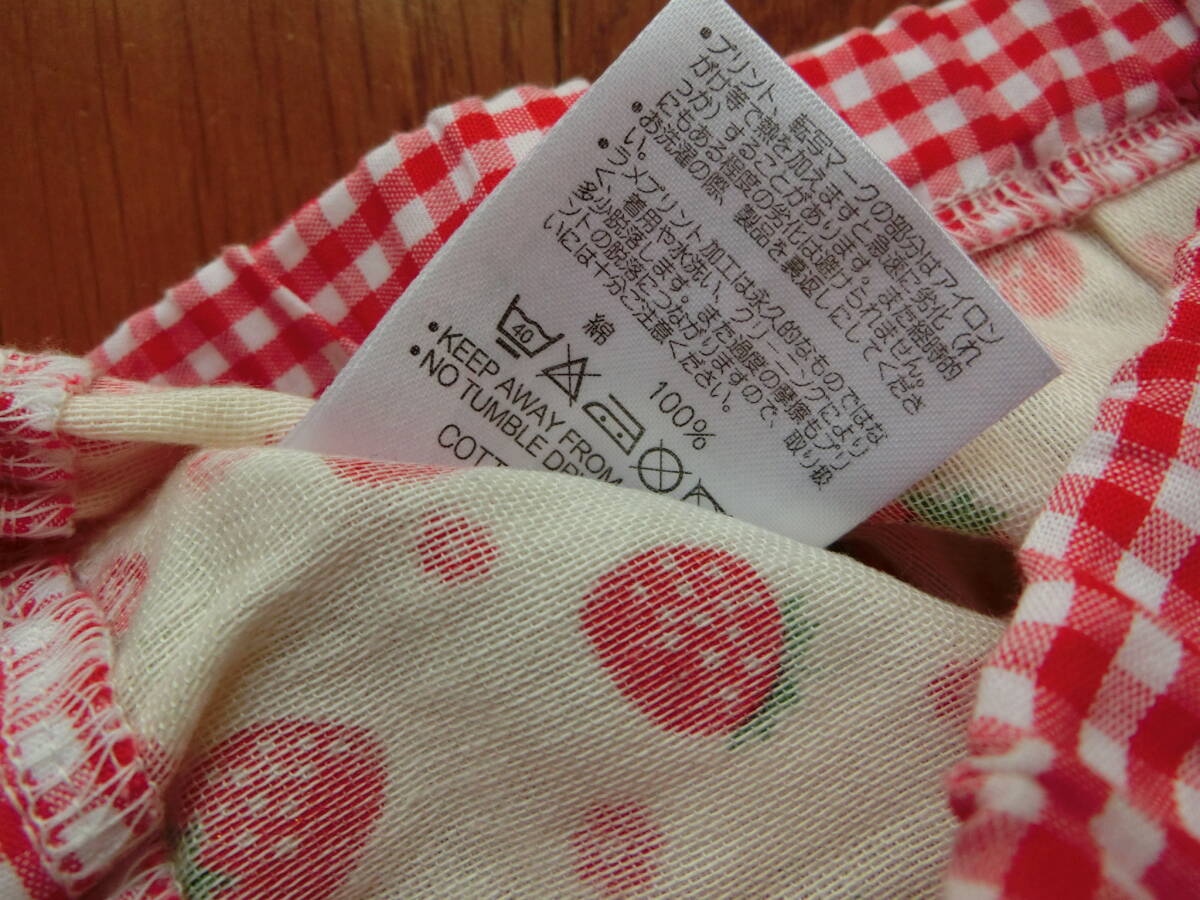 •プリント、転写マークの部分はアイロン
がけ等で熱を加えますと急速に劣化（れ
っか）することがあります。また経時的
にもある程度の劣化は避けられません。
•お洗濯の際、製品を裏返しにしてくださ
い。
•ラメプリント加工は永久的なものではな
く、着用や水洗い、クリーニングにより
多少脱落します。また過度の摩擦もプリ
ントの脱落につながりますので、取り扱
いには十分ご注意ください。
綿 100%
40
•KEEP AWAY FROM
•NO TUMBLE